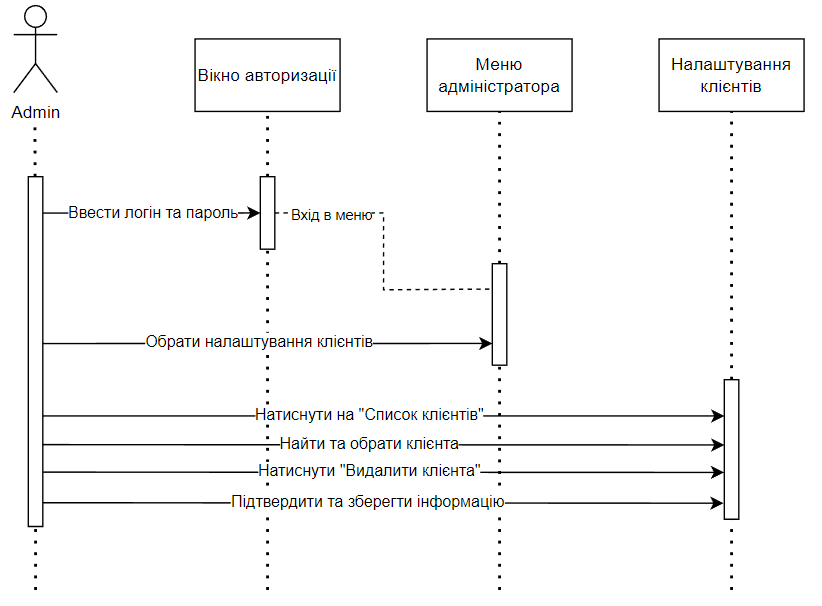 Admin
Вікно авторизації
Меню
адміністратора
Налаштування
клієнтів
Ввести логін та пароль
Вхід в меню
Обрати налаштування клієнтів
Натиснути на "Список клієнтів"
Найти та обрати клієнта
Натиснути "Видалити клієнта"
Підтвердити та зберегти інформацію